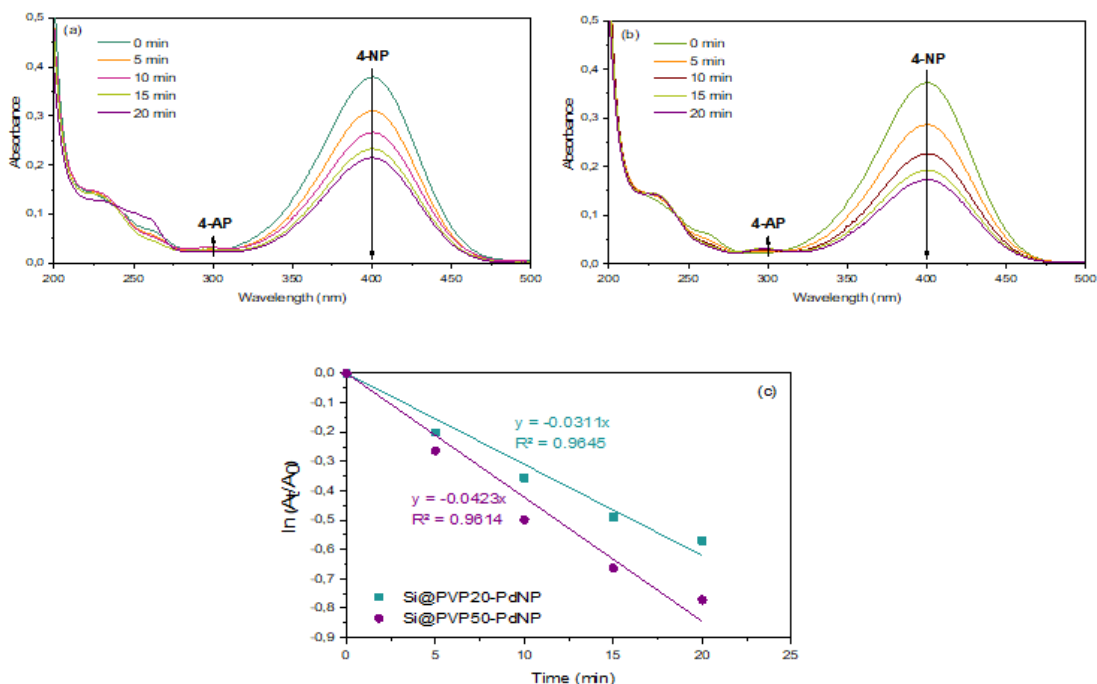 (a)
0 min
5 min
10 min
15 min
20 min
4-NP
4-AP
0,5
0,4
0,3
0,2
0,1
0,0
Absorbance
200 250 300 350 400 450 500
Wavelength (nm)
(b)
0 min
5 min
10 min
15 min
20 min
4-NP
4-AP
0,5
0,4
0,3
0,2
0,1
0,0
Absorbance
200 250 300 350 400 450 500
Wavelength (nm)
(c)
0,0
-0,1
-0,2
-0,3
-0,4
-0,5
-0,6
-0,7
-0,8
-0,9
ln (At/A0)
y = -0.0311x
R² = 0.9645
y = -0.0423x
R² = 0.9614
Si@PVP20-PdNP
Si@PVP50-PdNP
0 5 10 15 20 25
Time (min)